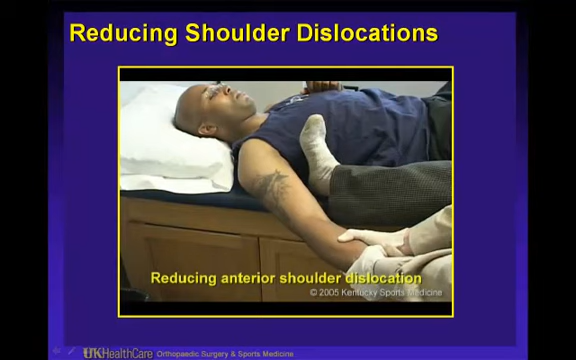 Reducing Shoulder Dislocations
Reducing anterior shoulder dislocation
© 2005 Kentucky Sports Medicine
UKHealthCare Orthopaedic Surgery & Sports Medicine